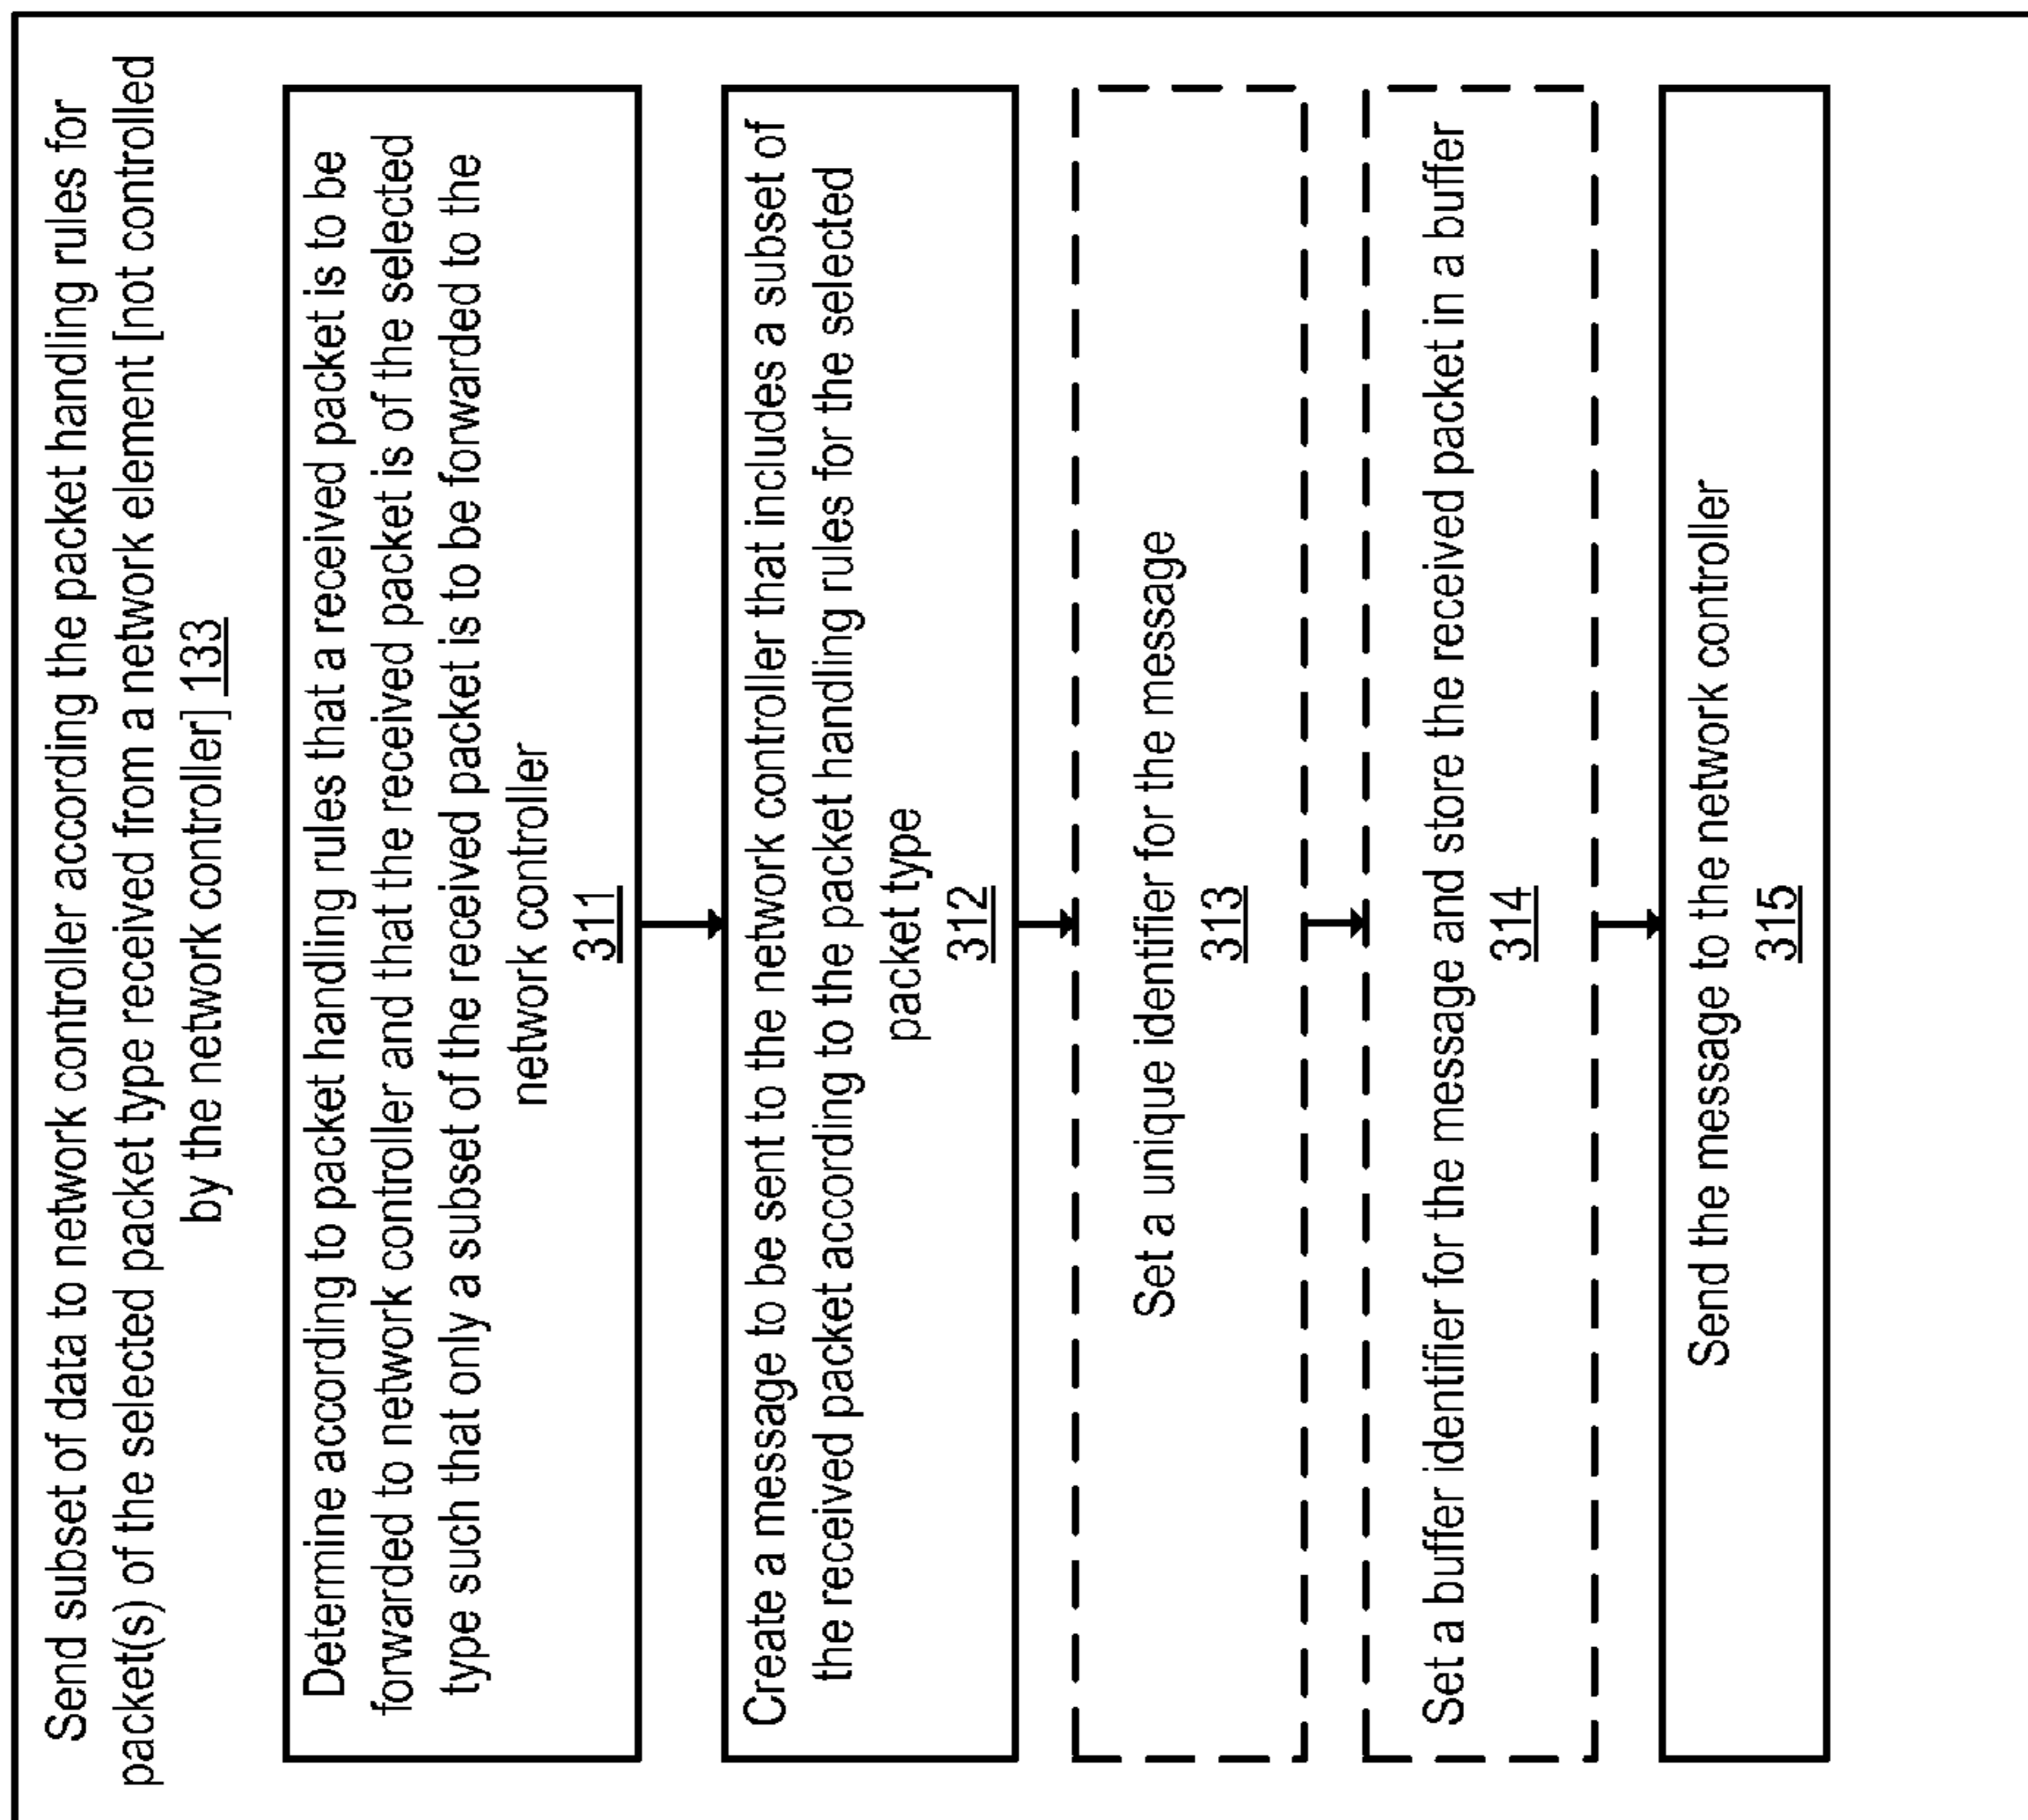 Send subset of data to network controller according the packet handling rules for
packet(s) of the selected packet type received from a network element [not controlled
by the network controller] 133
Determine according to packet handling rules that a received packet is to be
forwarded to network controller and that the received packet is of the selected
type such that only a subset of the received packet is to be forwarded to the
network controller
311
Create a message to be sent to the network controller that includes a subset of
the received packet according to the packet handling rules for the selected
packet type
312
Set a unique identifier for the message
313
Set a buffer identifier for the message and store the received packet in a buffer
314
Send the message to the network controller
315